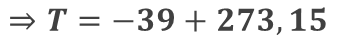 ⇒ T = −39 + 273,15